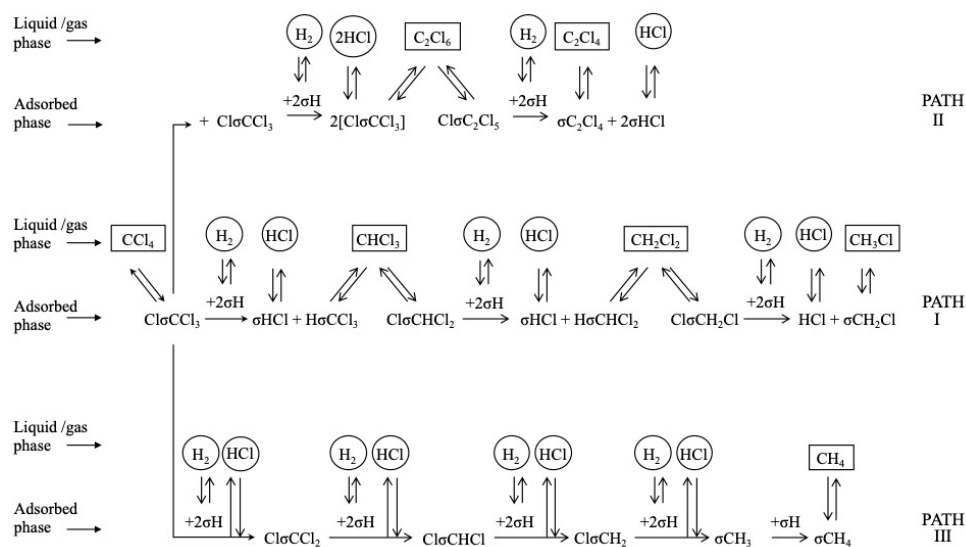 Liquid /gas phase H₂ 2HCl C₂Cl₆ H₂ C₂Cl₄ HCl
Adsorbed phase + ClσCCl₃ +2σH 2[ClσCCl₃] ClσC₂Cl₅ +2σH σC₂Cl₄ + 2σHCl PATH II
Liquid /gas phase CCl₄ H₂ HCl CHCl₃ H₂ HCl CH₂Cl₂ H₂ HCl CH₃Cl
Adsorbed phase ClσCCl₃ +2σH σHCl + HσCCl₃ ClσCHCl₂ +2σH σHCl + HσCHCl₂ ClσCH₂Cl +2σH HCl + σCH₂Cl PATH I
Liquid /gas phase H₂ HCl H₂ HCl H₂ HCl H₂ HCl CH₄
Adsorbed phase +2σH ClσCCl₂ +2σH ClσCHCl +2σH ClσCH₂ +2σH σCH₃ +σH σCH₄ PATH III